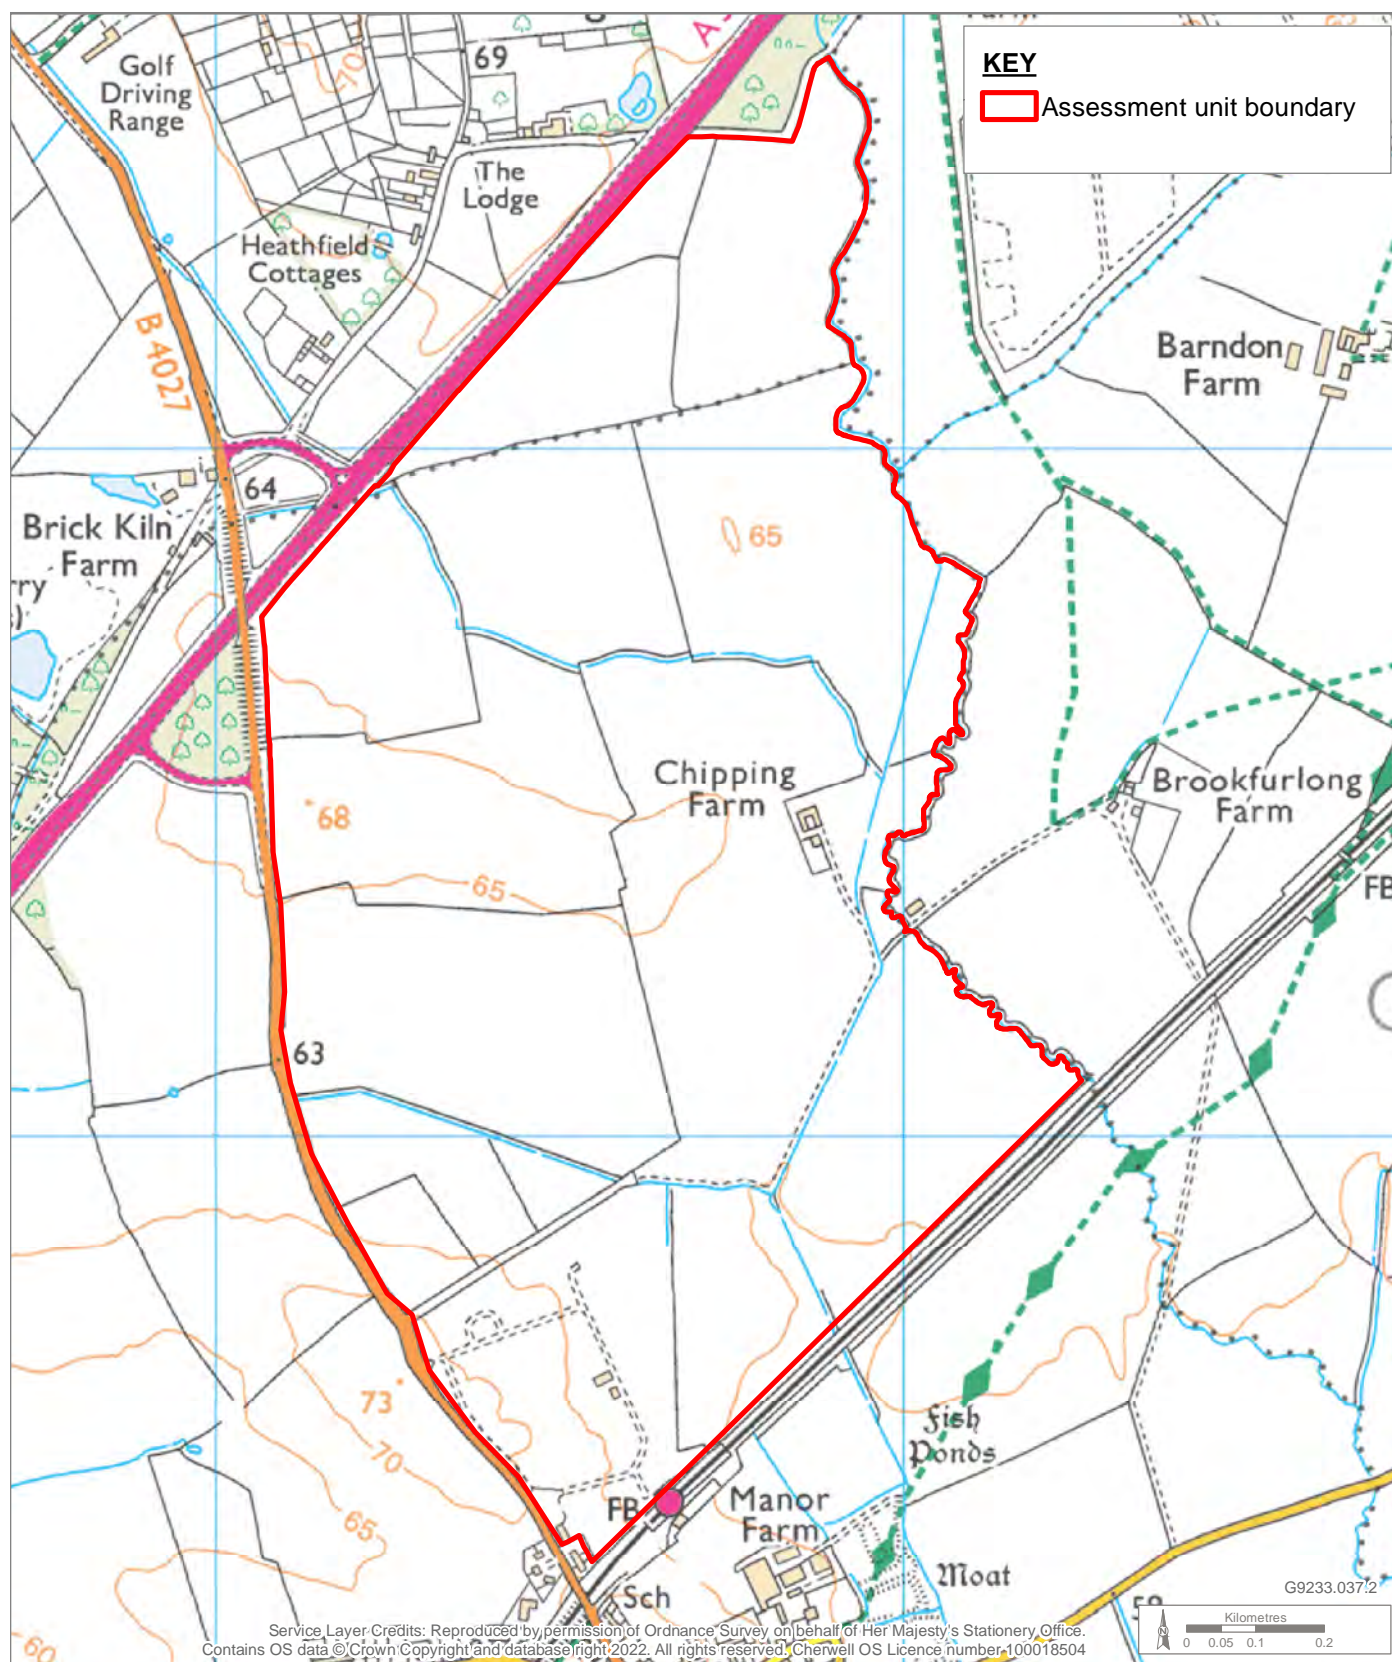 KEY
Assessment unit boundary
Golf
Driving
Range
70
69
The
Lodge
Heathfield
Cottages
B 4027
Barndon
Farm
64
Brick Kiln
Farm
65
Chipping
Farm
Brookfurlong
Farm
68
65
FB
63
73
70
65
Fish
Ponds
FB
Manor
Farm
Moat
Sch
60
G9233.037.2
Kilometres
0 0.05 0.1 0.2
Service Layer Credits: Reproduced by permission of Ordnance Survey on behalf of Her Majesty's Stationery Office.
Contains OS data © Crown Copyright and database right 2022. All rights reserved. Cherwell OS Licence number 100018504